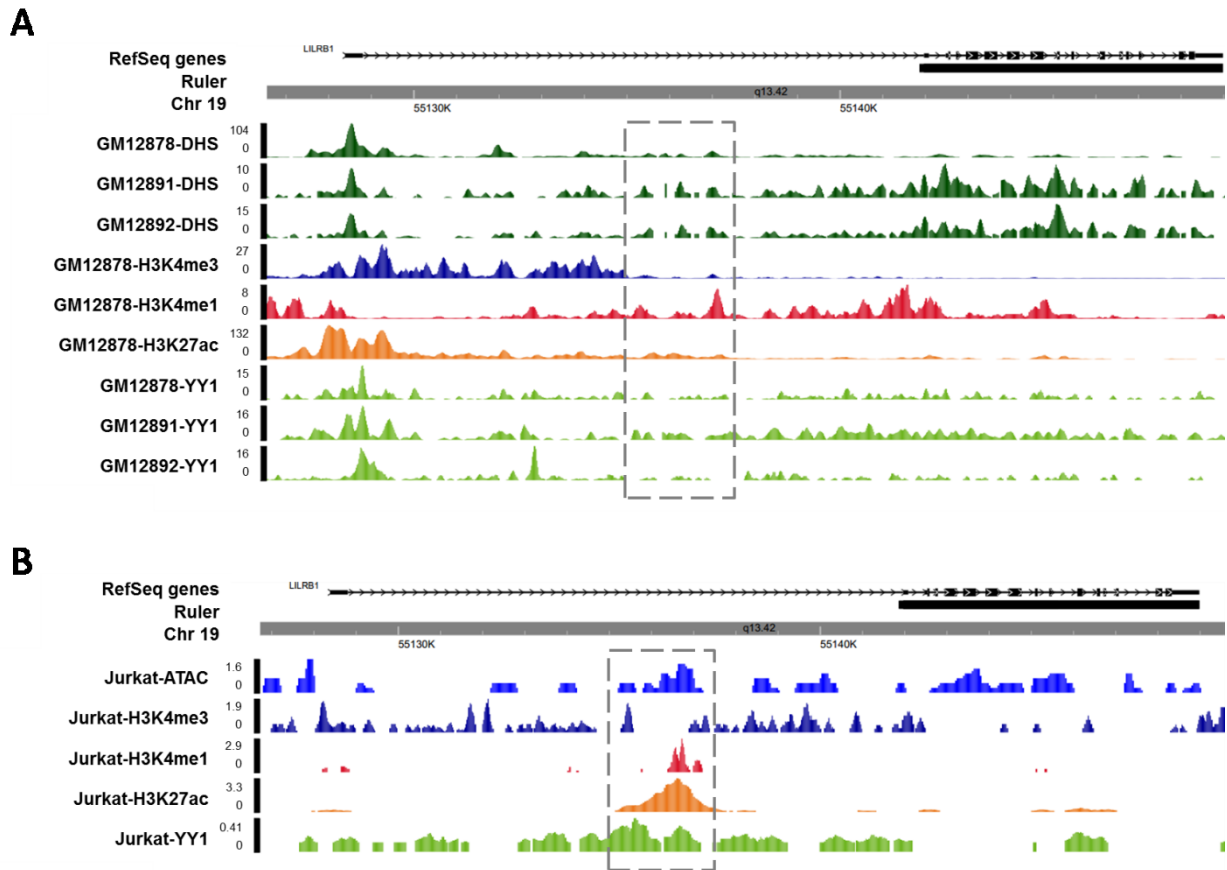 A
LILRB1
RefSeq genes
Ruler
Chr 19
q13.42
55130K
55140K
GM12878-DHS
104
0
GM12891-DHS
10
0
GM12892-DHS
15
0
GM12878-H3K4me3
27
0
GM12878-H3K4me1
8
0
GM12878-H3K27ac
132
0
GM12878-YY1
15
0
GM12891-YY1
16
0
GM12892-YY1
16
0
B
LILRB1
RefSeq genes
Ruler
Chr 19
q13.42
55130K
55140K
Jurkat-ATAC
1.6
0
Jurkat-H3K4me3
1.9
0
Jurkat-H3K4me1
2.9
0
Jurkat-H3K27ac
3.3
0
Jurkat-YY1
0.41
0